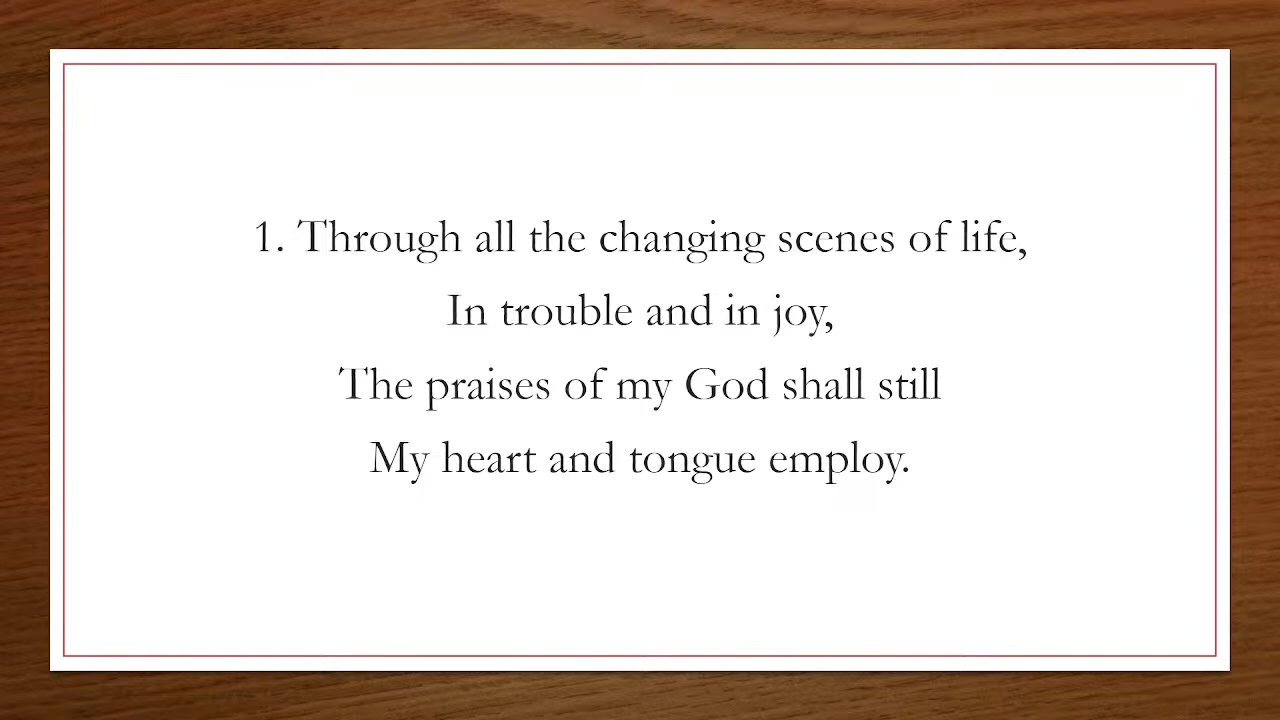 1. Through all the changing scenes of life,
In trouble and in joy,
The praises of my God shall still
My heart and tongue employ.